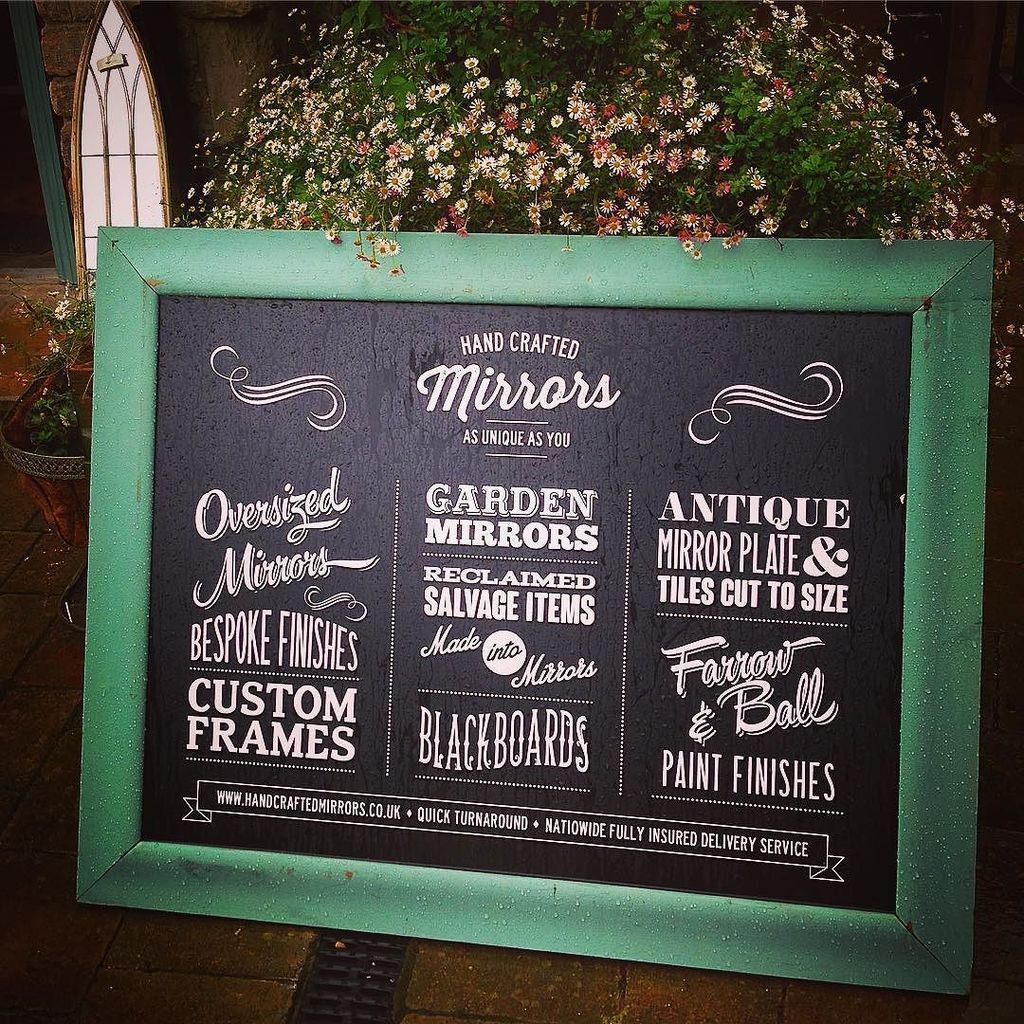 HAND CRAFTED
Mirrors
AS UNIQUE AS YOU
Oversized
Mirrors
BESPOKE FINISHES
CUSTOM
FRAMES
GARDEN
MIRRORS
RECLAIMED
SALVAGE ITEMS
Made into Mirrors
BLACKBOARDS
ANTIQUE
MIRROR PLATE &
TILES CUT TO SIZE
Farrow
& Ball
PAINT FINISHES
WWW.HANDCRAFTEDMIRRORS.CO.UK • QUICK TURNAROUND • NATIOWIDE FULLY INSURED DELIVERY SERVICE